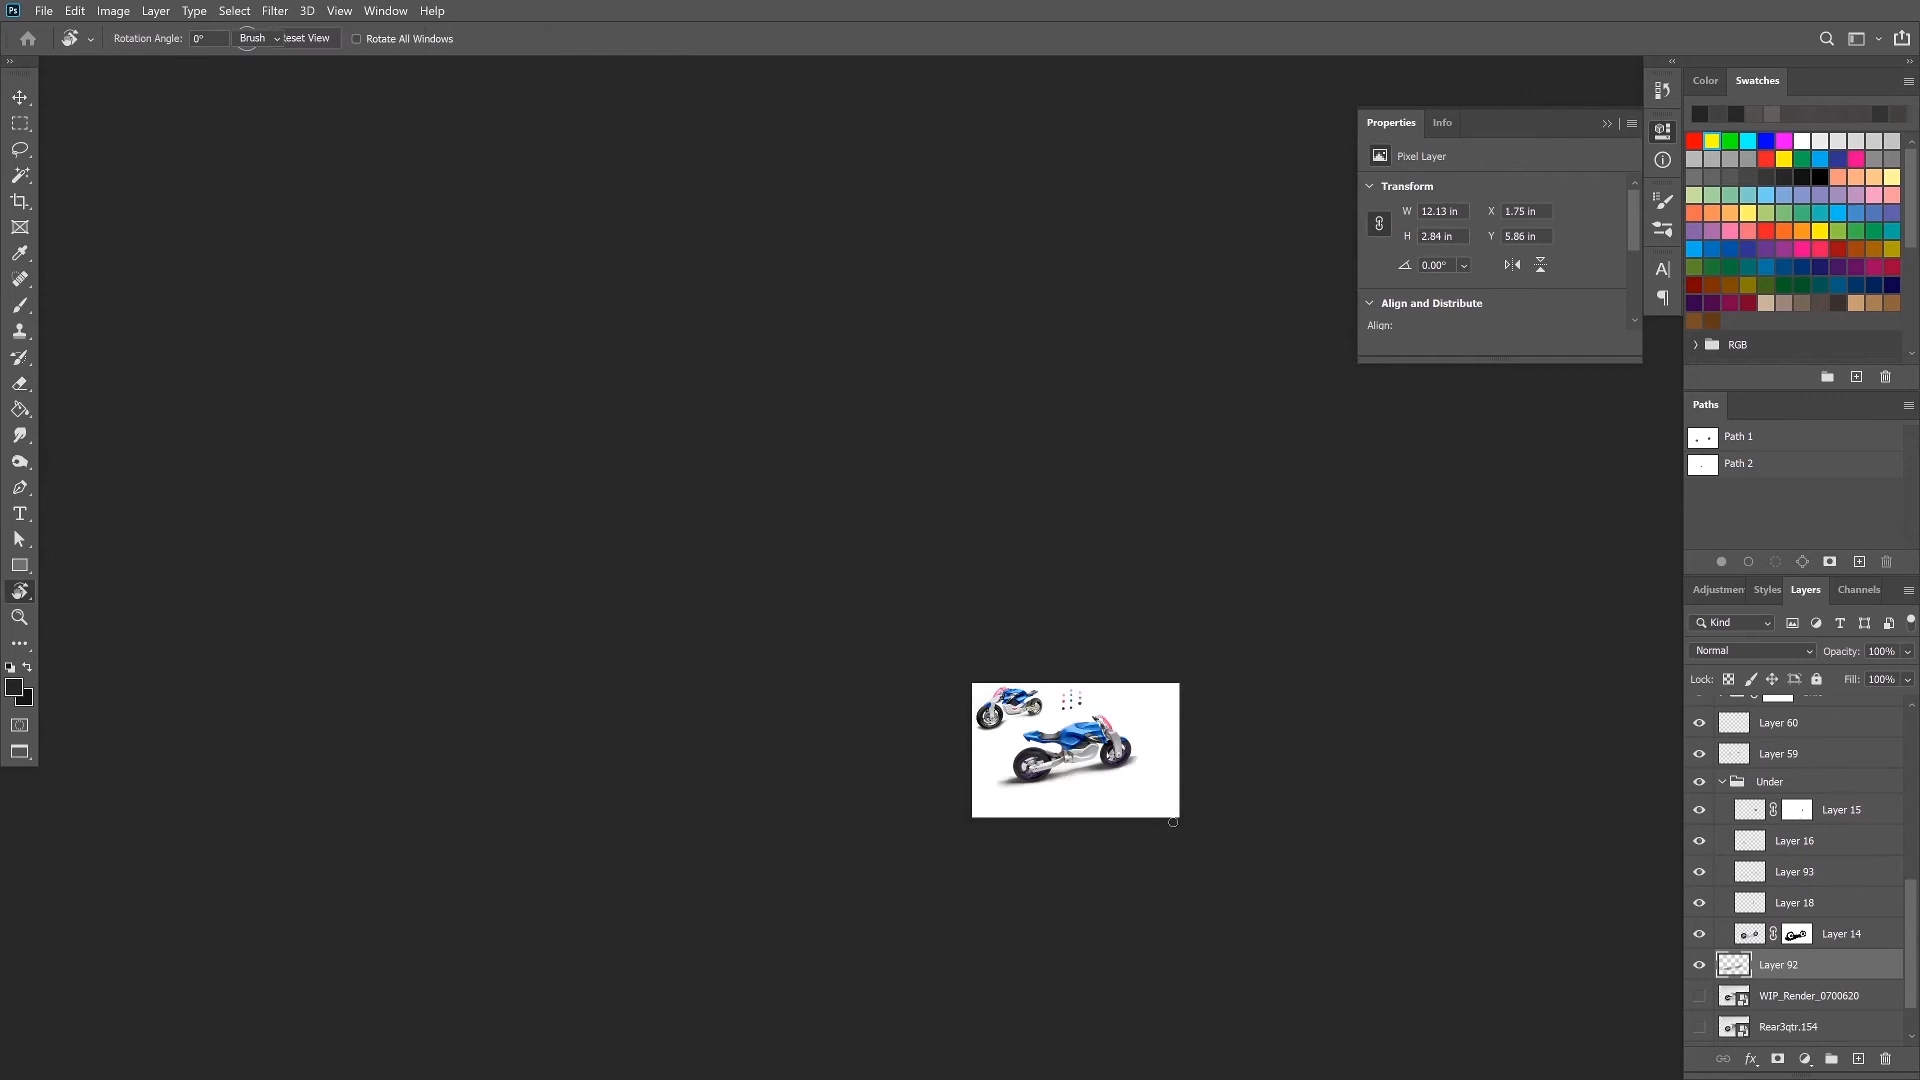 Ps File Edit Image Layer Type Select Filter 3D View Window Help
Rotation Angle: 0° Brush eset View Rotate All Windows
Color Swatches
Properties Info
Pixel Layer
Transform
W 12.13 in X 1.75 in
H 2.84 in Y 5.86 in
0.00°
Align and Distribute
Align:
RGB
Paths
Path 1
Path 2
Adjustmen Styles Layers Channels
Kind
Normal Opacity: 100%
Lock: Fill: 100%
Layer 60
Layer 59
Under
Layer 15
Layer 16
Layer 93
Layer 18
Layer 14
Layer 92
WIP_Render_0700620
Rear3qtr.154
fx